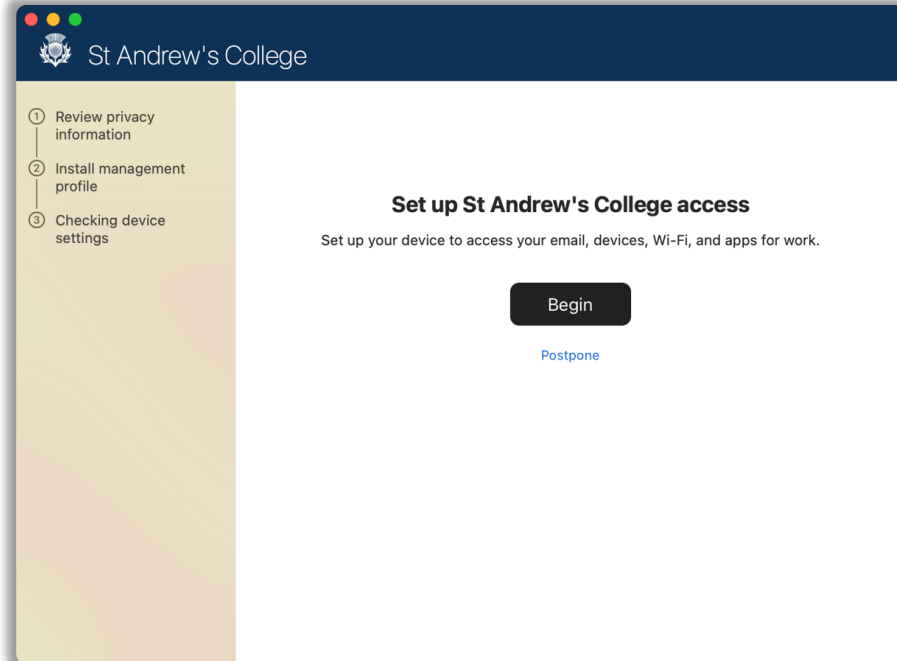 St Andrew's College
1
Review privacy
information
2
Install management
profile
3
Checking device
settings
Set up St Andrew's College access
Set up your device to access your email, devices, Wi-Fi, and apps for work.
Begin
Postpone